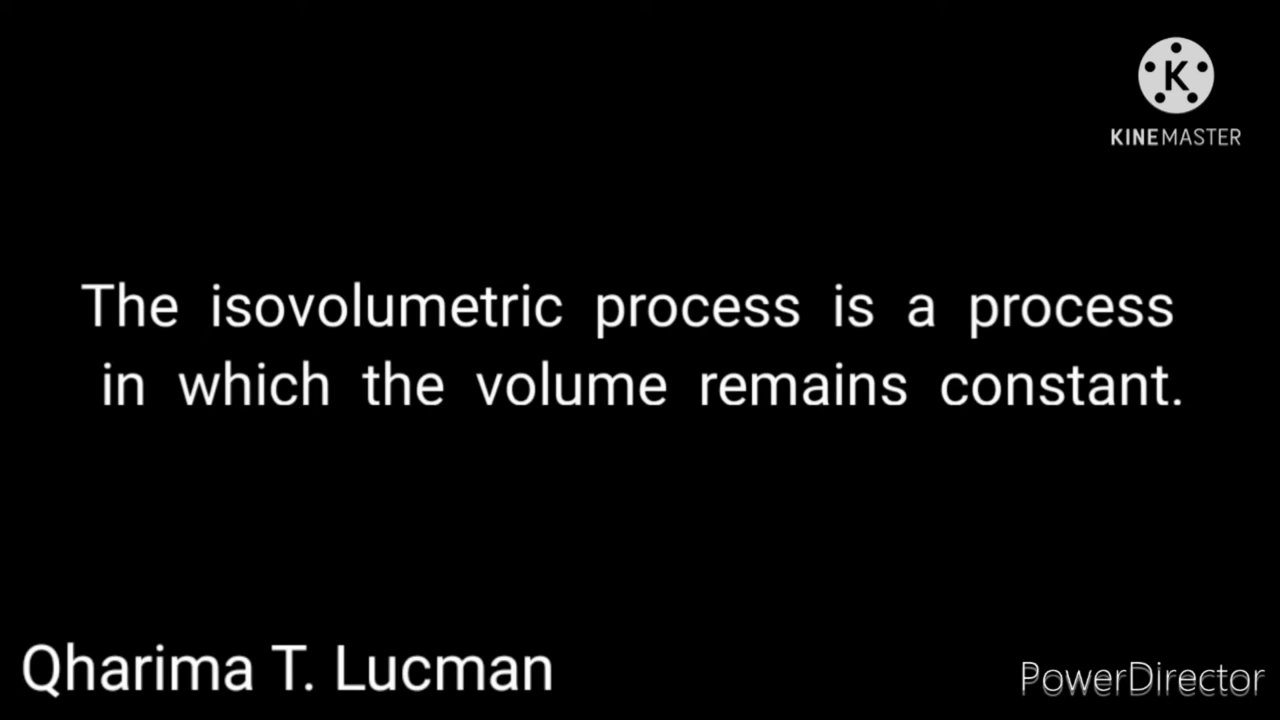 K
KINEMASTER
The isovolumetric process is a process
in which the volume remains constant.
Qharima T. Lucman
PowerDirector